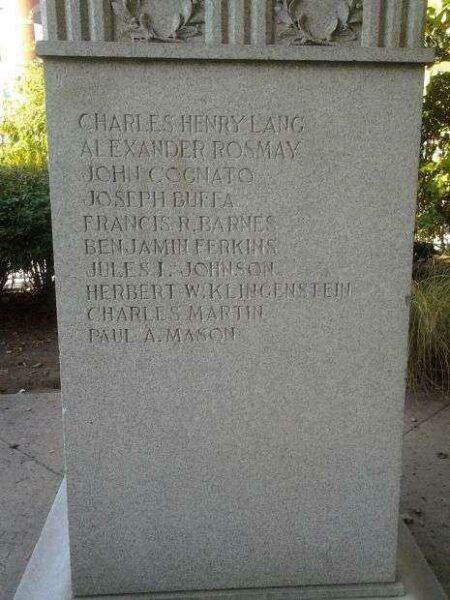 CHARLES HENRY LANG
ALEXANDER ROSMAY
JOHN COGNATO
JOSEPH BUFFA
FRANCIS R. BARNES
BENJAMIN PERKINS
JULES L. JOHNSON
HERBERT W. KLINGENSTEIN
CHARLES MARTIN
PAUL A. MASON